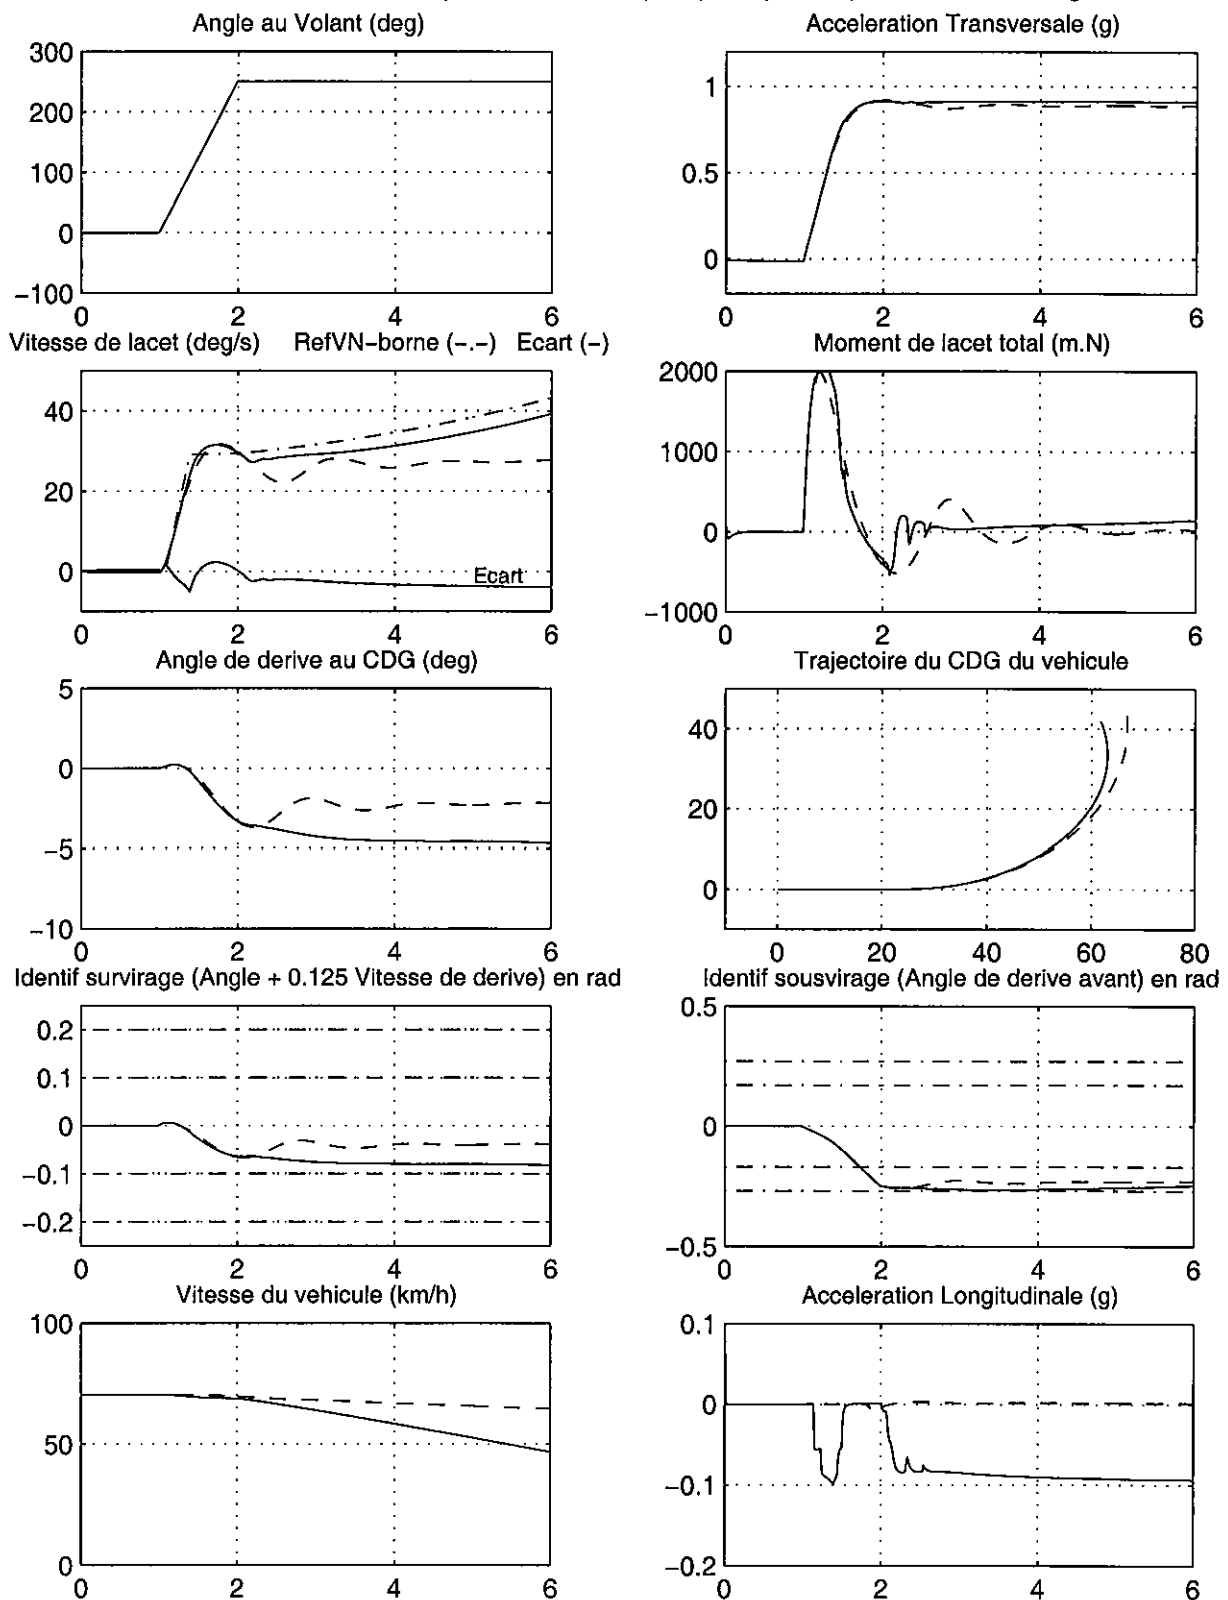 Angle au Volant (deg)
300
200
100
0
−100
0 2 4 6
Acceleration Transversale (g)
1
0.5
0
0 2 4 6
Vitesse de lacet (deg/s) RefVN−borne (−.−) Ecart (−)
40
20
0
Ecart
0 2 4 6
Moment de lacet total (m.N)
2000
1000
0
−1000
0 2 4 6
Angle de derive au CDG (deg)
5
0
−5
−10
0 2 4 6
Trajectoire du CDG du vehicule
40
20
0
0 20 40 60 80
Identif survirage (Angle + 0.125 Vitesse de derive) en rad
0.2
0.1
0
−0.1
−0.2
0 2 4 6
Identif sousvirage (Angle de derive avant) en rad
0.5
0
−0.5
0 2 4 6
Vitesse du vehicule (km/h)
100
50
0
0 2 4 6
Acceleration Longitudinale (g)
0.1
0
−0.1
−0.2
0 2 4 6